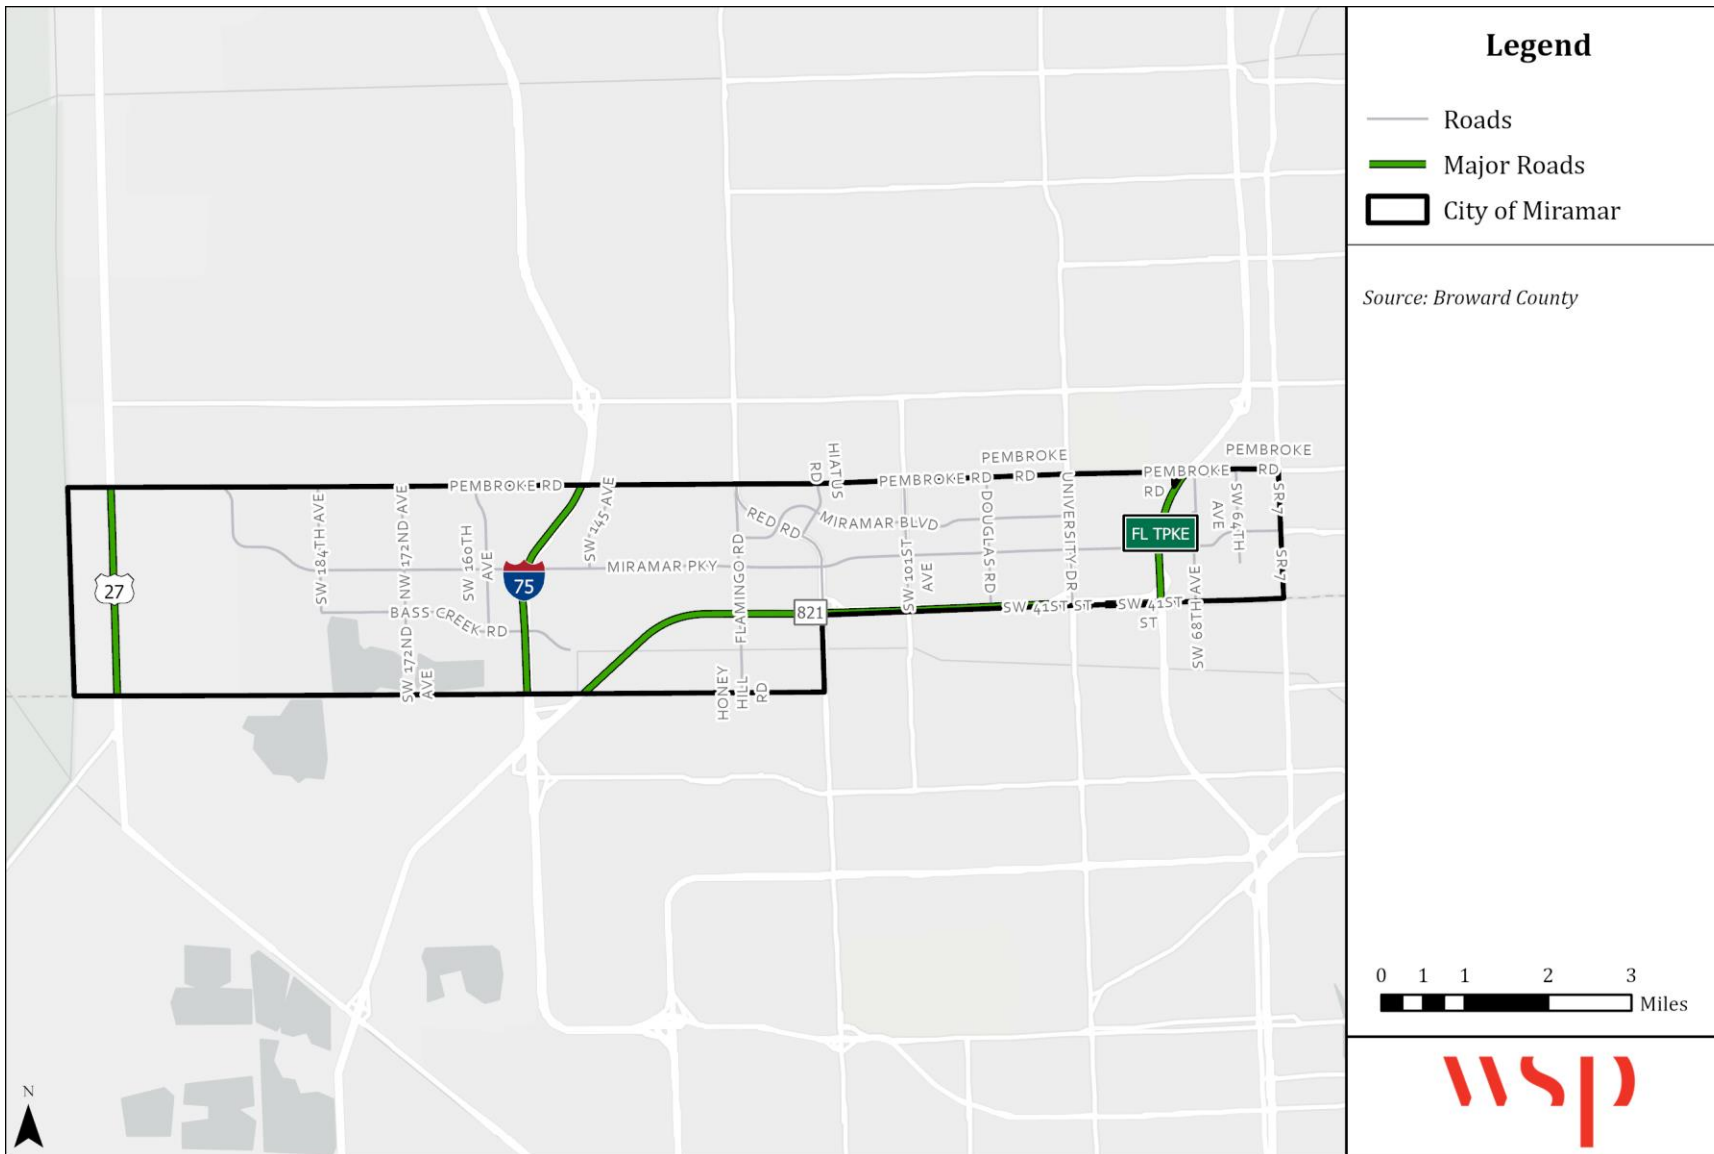 Legend
Roads
Major Roads
City of Miramar
Source: Broward County
0 1 1 2 3
Miles
wsp
N
PEMBROKE RD
HIATUS
RD
PEMBROKE RD
PEMBROKE
RD
PEMBROKE
RD
PEMBROKE
RD
SW 184TH AVE
NW 172ND AVE
SW 172ND
AVE
SW 160TH
AVE
SW 145 AVE
FLAMINGO RD
RED RD
MIRAMAR BLVD
MIRAMAR PKY
BASS CREEK RD
SW 101ST
AVE
DOUGLAS RD
UNIVERSITY DR
SW 68TH AVE
SW 64TH
AVE
SR 7
SR 7
SW 41ST ST
SW 41ST
ST
HONEY
HILL
RD
27
75
821
FL TPKE